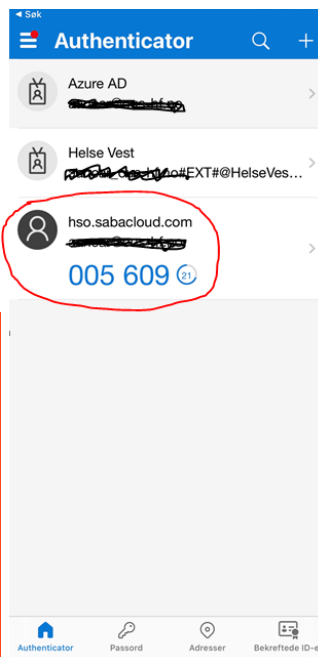 ◄ Søk
Authenticator
Azure AD
Helse Vest
#EXT#@HelseVes...
hso.sabacloud.com
005 609 21
Authenticator Passord Adresser Bekreftede ID-e